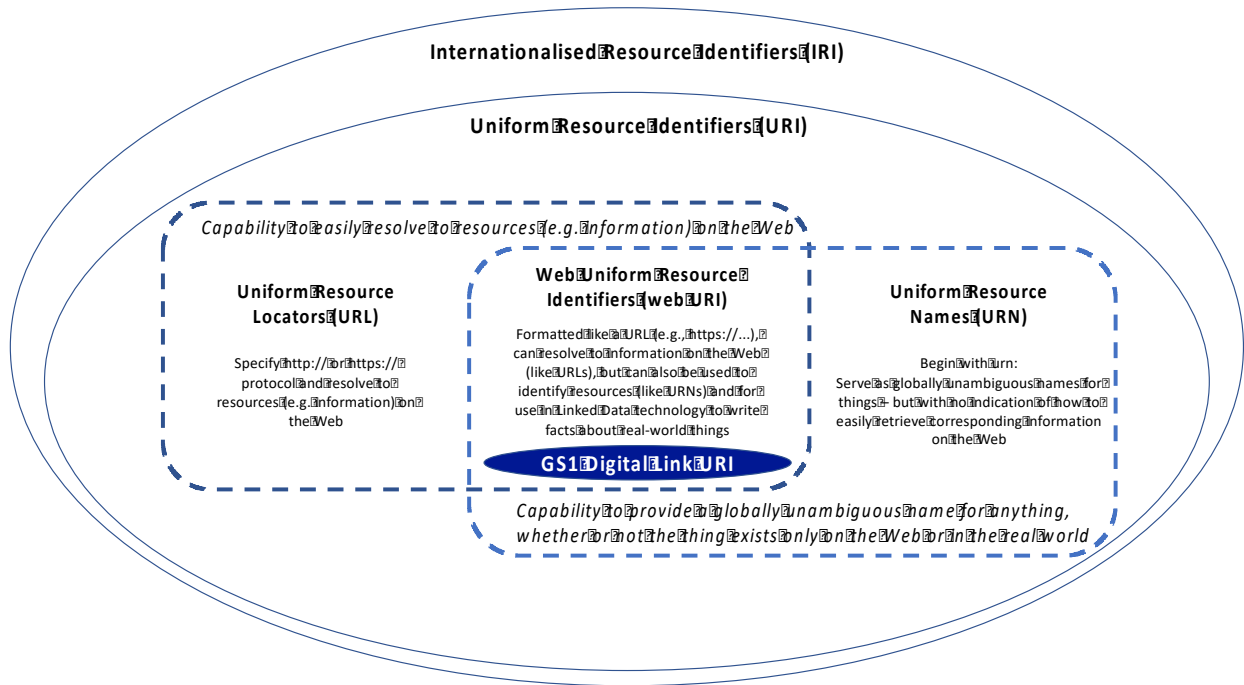 Internationalised Resource Identifiers (IRI)
Uniform Resource Identifiers (URI)
Capability to easily resolve to resources (e.g. information) on the Web
Uniform Resource
Locators (URL)
Specify http:// or https://
protocol and resolve to
resources (e.g. information) on
the Web
Web Uniform Resource
Identifiers (web URI)
Formatted like a URL (e.g., https://...),
can resolve to information on the Web
(like URLs), but can also be used to
identify resources (like URNs) and for
use in Linked Data technology to write
facts about real-world things
GS1 Digital Link URI
Uniform Resource
Names (URN)
Begin with urn:
Serve as globally unambiguous names for
things – but with no indication of how to
easily retrieve corresponding information
on the Web
Capability to provide a globally unambiguous name for anything,
whether or not the thing exists only on the Web or in the real world